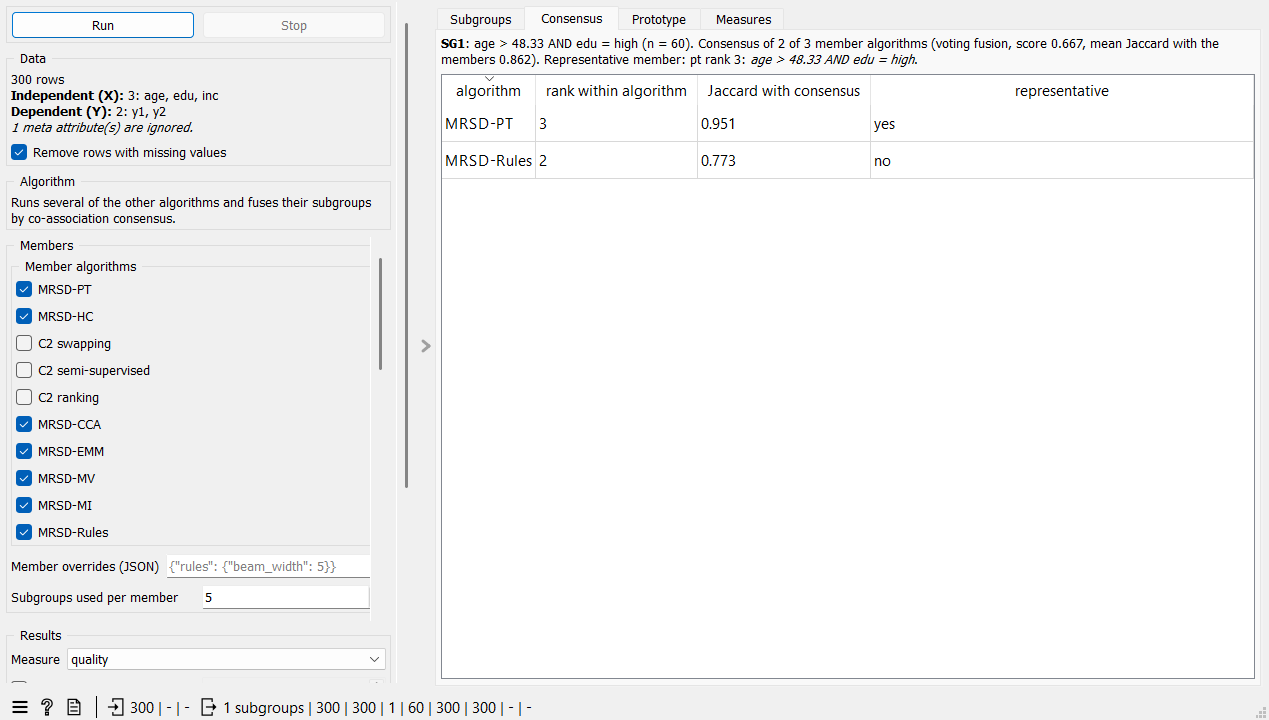 Run
Stop
Data
300 rows
Independent (X): 3: age, edu, inc
Dependent (Y): 2: y1, y2
1 meta attribute(s) are ignored.
Remove rows with missing values
Algorithm
Runs several of the other algorithms and fuses their subgroups
by co-association consensus.
Members
Member algorithms
MRSD-PT
MRSD-HC
C2 swapping
C2 semi-supervised
C2 ranking
MRSD-CCA
MRSD-EMM
MRSD-MV
MRSD-MI
MRSD-Rules
Member overrides (JSON) {"rules": {"beam_width": 5}}
Subgroups used per member 5
Results
Measure quality
Subgroups Consensus Prototype Measures
SG1: age > 48.33 AND edu = high (n = 60). Consensus of 2 of 3 member algorithms (voting fusion, score 0.667, mean Jaccard with the
members 0.862). Representative member: pt rank 3: age > 48.33 AND edu = high.
algorithm rank within algorithm Jaccard with consensus representative
MRSD-PT 3 0.951 yes
MRSD-Rules 2 0.773 no
300 | - | - 1 subgroups | 300 | 300 | 1 | 60 | 300 | 300 | - | -